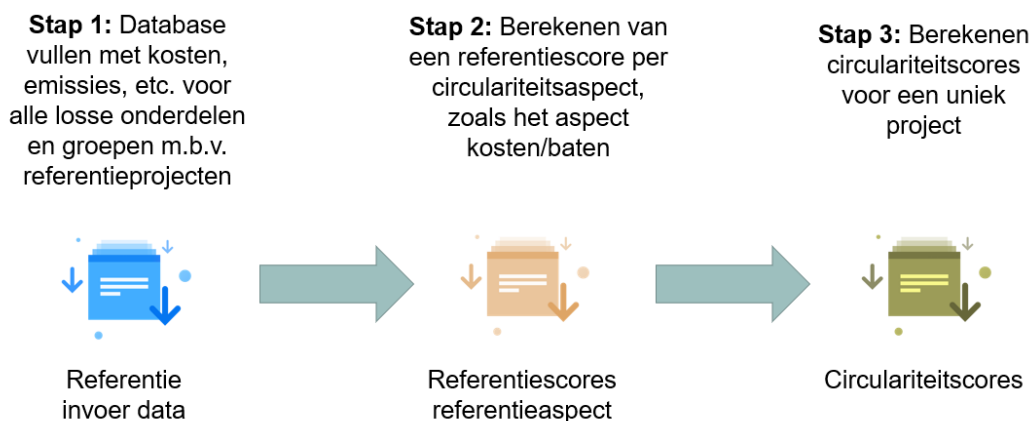 Stap 1: Database
vullen met kosten,
emissies, etc. voor
alle losse onderdelen
en groepen m.b.v.
referentieprojecten
Stap 2: Berekenen van
een referentiescore per
circulariteitsaspect,
zoals het aspect
kosten/baten
Stap 3: Berekenen
circulariteitscores
voor een uniek
project
Referentie
invoer data
Referentiescores
referentieaspect
Circulariteitscores